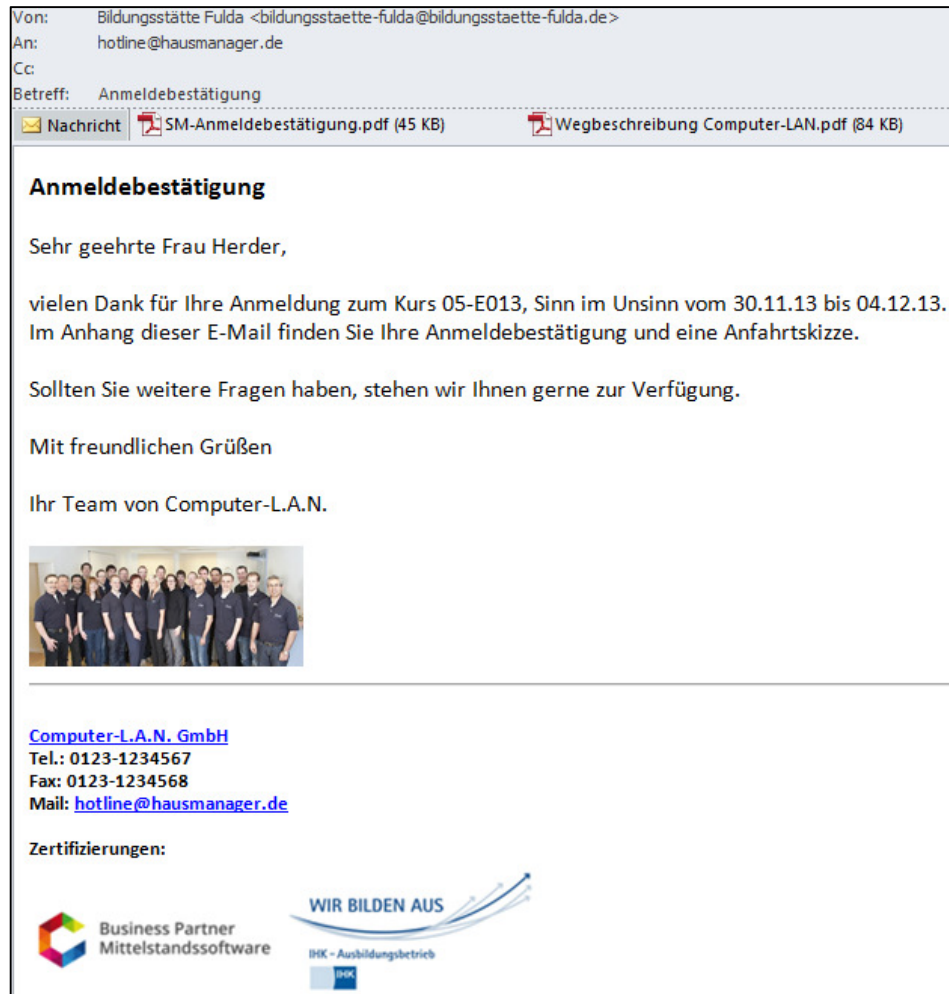 Von: Bildungsstätte Fulda <bildungsstaette-fulda@bildungsstaette-fulda.de>
An: hotline@hausmanager.de
Cc:
Betreff: Anmeldebestätigung
Nachricht SM-Anmeldebestätigung.pdf (45 KB) Wegbeschreibung Computer-LAN.pdf (84 KB)
Anmeldebestätigung
Sehr geehrte Frau Herder,
vielen Dank für Ihre Anmeldung zum Kurs 05-E013, Sinn im Unsinn vom 30.11.13 bis 04.12.13.
Im Anhang dieser E-Mail finden Sie Ihre Anmeldebestätigung und eine Anfahrtskizze.
Sollten Sie weitere Fragen haben, stehen wir Ihnen gerne zur Verfügung.
Mit freundlichen Grüßen
Ihr Team von Computer-L.A.N.
Computer-L.A.N. GmbH
Tel.: 0123-1234567
Fax: 0123-1234568
Mail: hotline@hausmanager.de
Zertifizierungen:
Business Partner
Mittelstandssoftware
WIR BILDEN AUS
IHK - Ausbildungsbetrieb
IHK